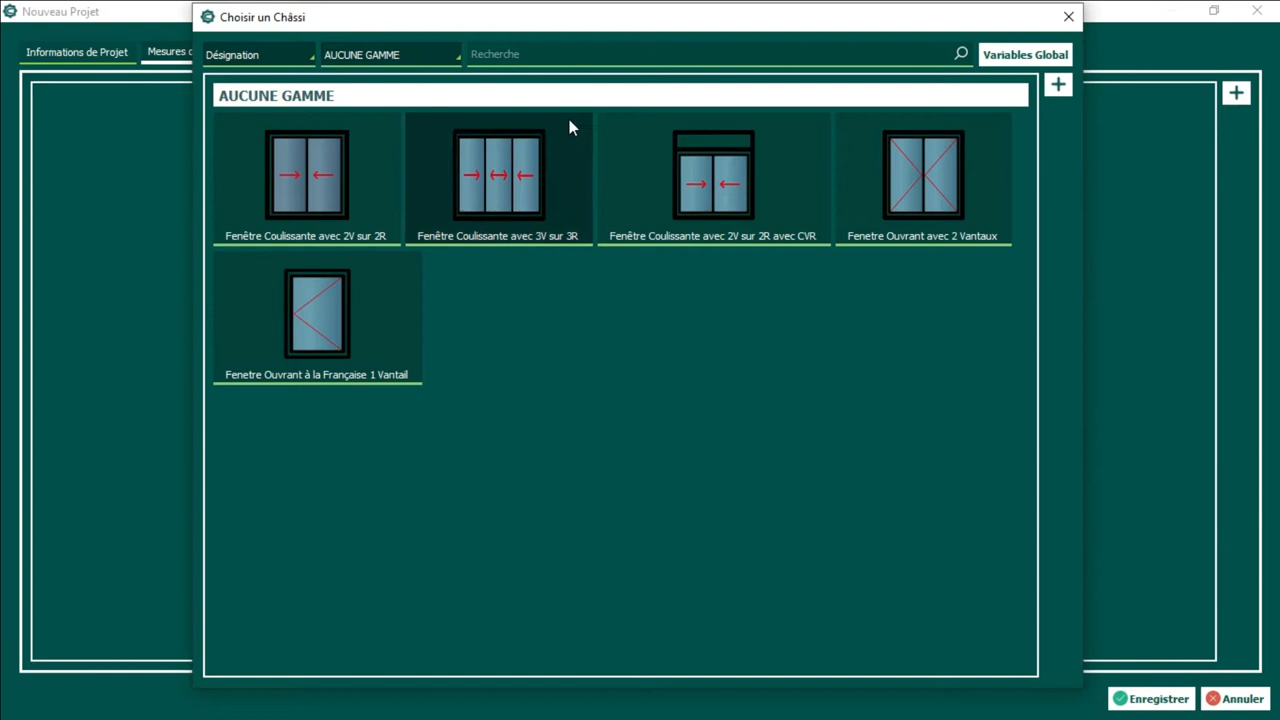 Nouveau Projet
Choisir un Châssi
Informations de Projet
Mesures
Désignation
AUCUNE GAMME
Recherche
Variables Global
AUCUNE GAMME
Fenêtre Coulissante avec 2V sur 2R
Fenêtre Coulissante avec 3V sur 3R
Fenêtre Coulissante avec 2V sur 2R avec CVR
Fenetre Ouvrant avec 2 Vantaux
Fenetre Ouvrant à la Française 1 Vantail
Enregistrer
Annuler